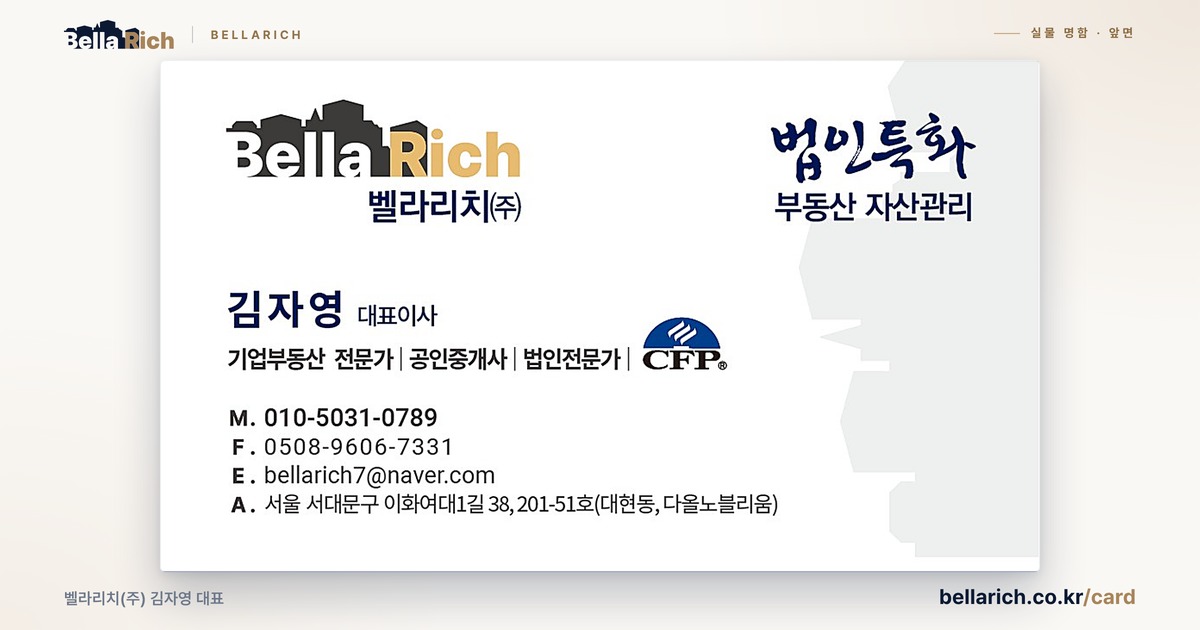 Bella Rich
BELLARICH
실물 명함 · 앞면
Bella Rich
벨라리치㈜
법인특화
부동산 자산관리
김자영 대표이사
기업부동산 전문가 | 공인중개사 | 법인전문가 | CFP®
M. 010-5031-0789
F. 0508-9606-7331
E. bellarich7@naver.com
A. 서울 서대문구 이화여대1길 38, 201-51호(대현동, 다올노블리움)
벨라리치(주) 김자영 대표
bellarich.co.kr/card